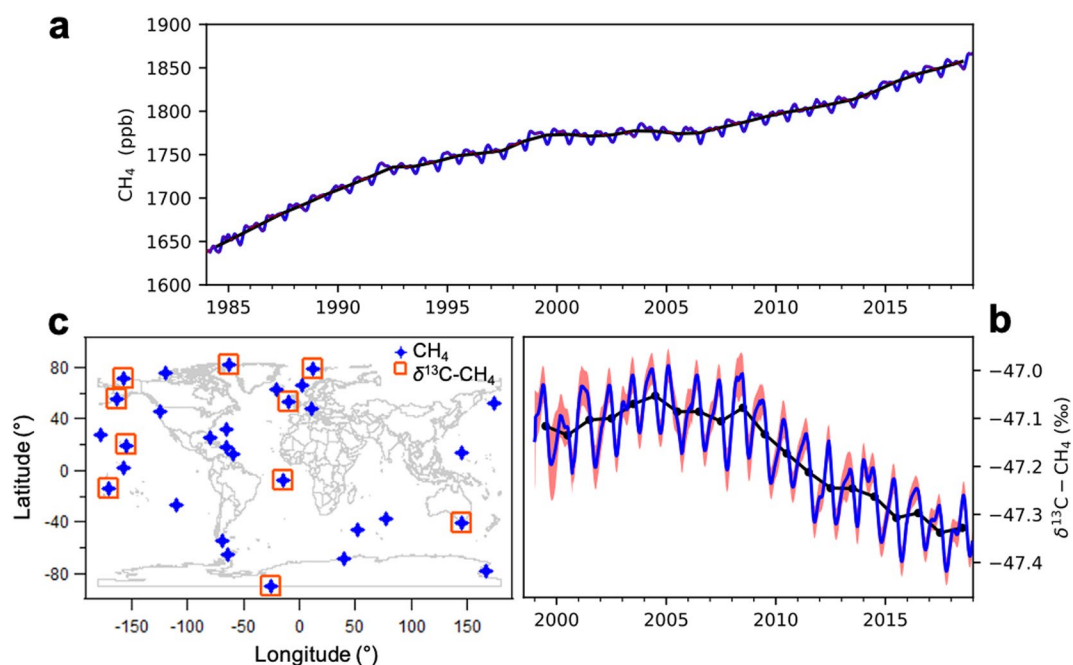 a
1900
1850
1800
1750
1700
1650
1600
CH₄ (ppb)
1985 1990 1995 2000 2005 2010 2015
c
CH₄
δ¹³C-CH₄
80
40
0
-40
-80
Latitude (°)
-150 -100 -50 0 50 100 150
Longitude (°)
b
−47.0
−47.1
−47.2
−47.3
−47.4
δ¹³C − CH₄ (‰)
2000 2005 2010 2015